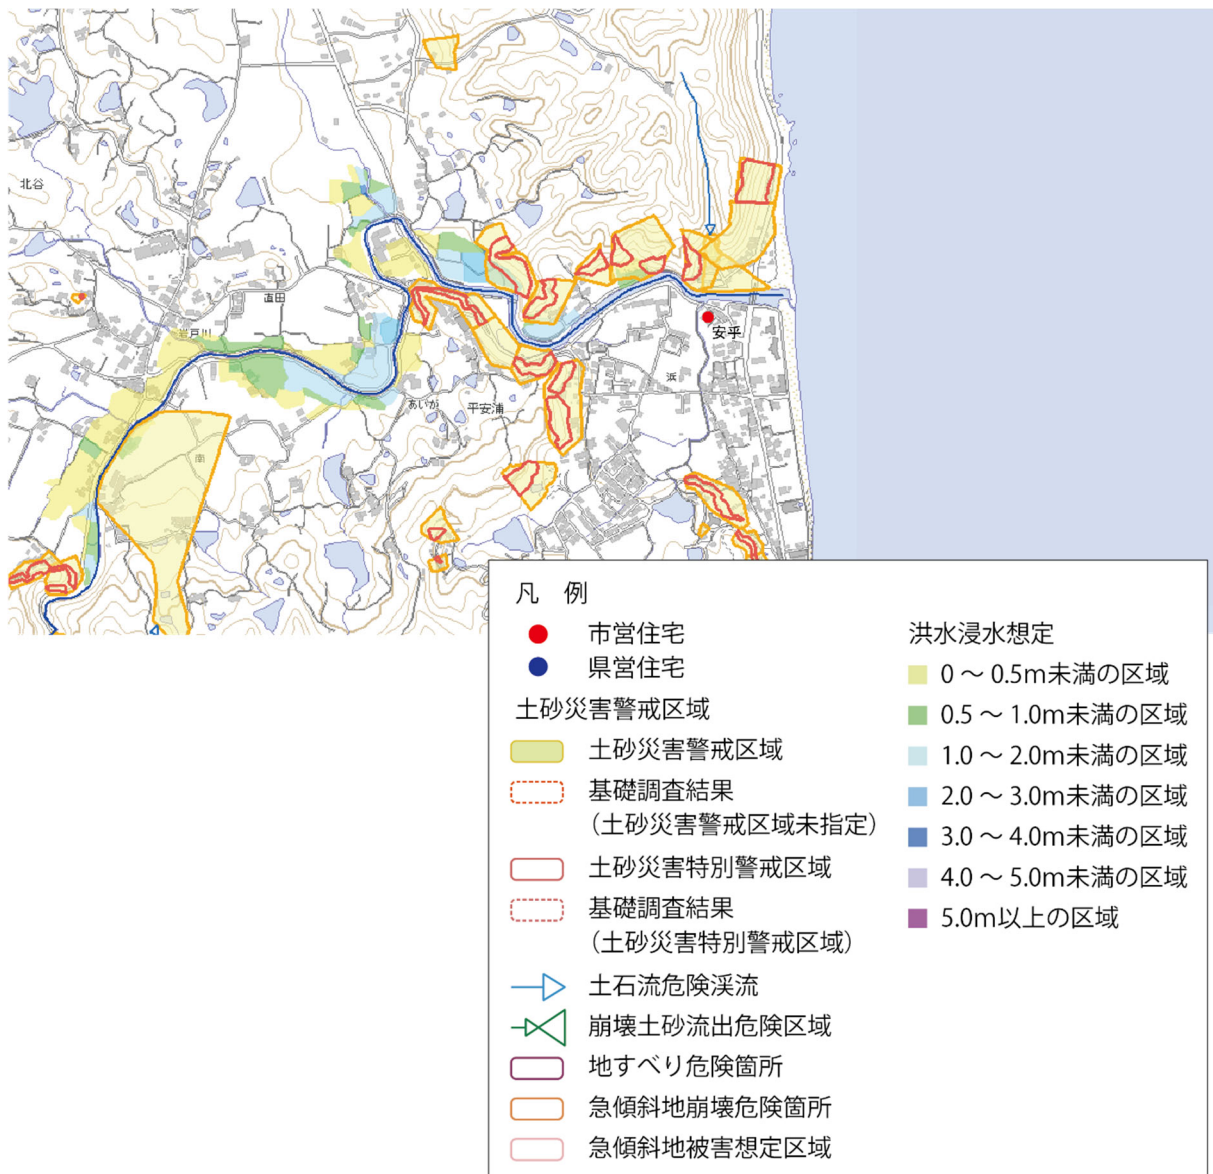 北谷
直田
岩戸川
安乎
浜
あいが
平安浦
南
凡　例
市営住宅
県営住宅
土砂災害警戒区域
土砂災害警戒区域
基礎調査結果
（土砂災害警戒区域未指定）
土砂災害特別警戒区域
基礎調査結果
（土砂災害特別警戒区域）
土石流危険渓流
崩壊土砂流出危険区域
地すべり危険箇所
急傾斜地崩壊危険箇所
急傾斜地被害想定区域
洪水浸水想定
0 ～ 0.5m未満の区域
0.5 ～ 1.0m未満の区域
1.0 ～ 2.0m未満の区域
2.0 ～ 3.0m未満の区域
3.0 ～ 4.0m未満の区域
4.0 ～ 5.0m未満の区域
5.0m以上の区域